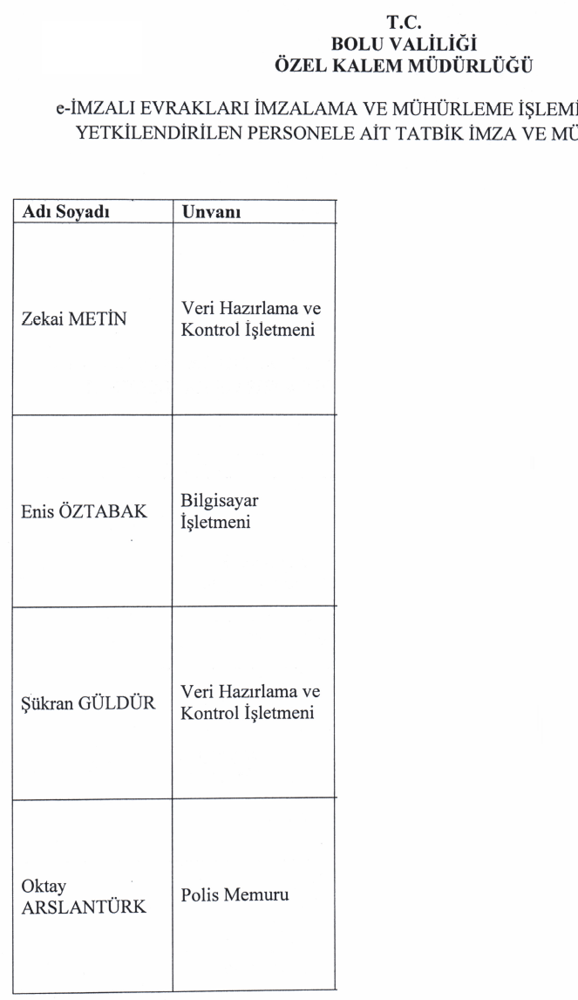 T.C.
BOLU VALİLİĞİ
ÖZEL KALEM MÜDÜRLÜĞÜ
e-İMZALI EVRAKLARI İMZALAMA VE MÜHÜRLEME İŞLEMİ
YETKİLENDİRİLEN PERSONELE AİT TATBİK İMZA VE MÜ
Adı Soyadı Unvanı
Zekai METİN Veri Hazırlama ve
Kontrol İşletmeni
Enis ÖZTABAK Bilgisayar
İşletmeni
Şükran GÜLDÜR Veri Hazırlama ve
Kontrol İşletmeni
Oktay
ARSLANTÜRK Polis Memuru